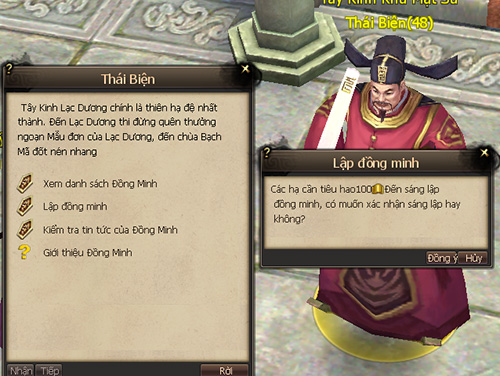 Tây Kinh Khu Mật Sứ
Thái Biện(48)
Thái Biện
Tây Kinh Lạc Dương chính là thiên hạ đệ nhất
thành. Đến Lạc Dương thi đừng quên thưởng
ngoạn Mẫu đơn của Lạc Dương, đến chùa Bạch
Mã đốt nén nhang
Xem danh sách Đồng Minh
Lập đồng minh
Kiểm tra tin tức của Đồng Minh
Giới thiệu Đồng Minh
Nhận Tiếp Rời
Lập đồng minh
Các hạ cần tiêu hao100 Đến sáng lập
đồng minh, có muốn xác nhận sáng lập hay
không?
Đồng ý Hủy